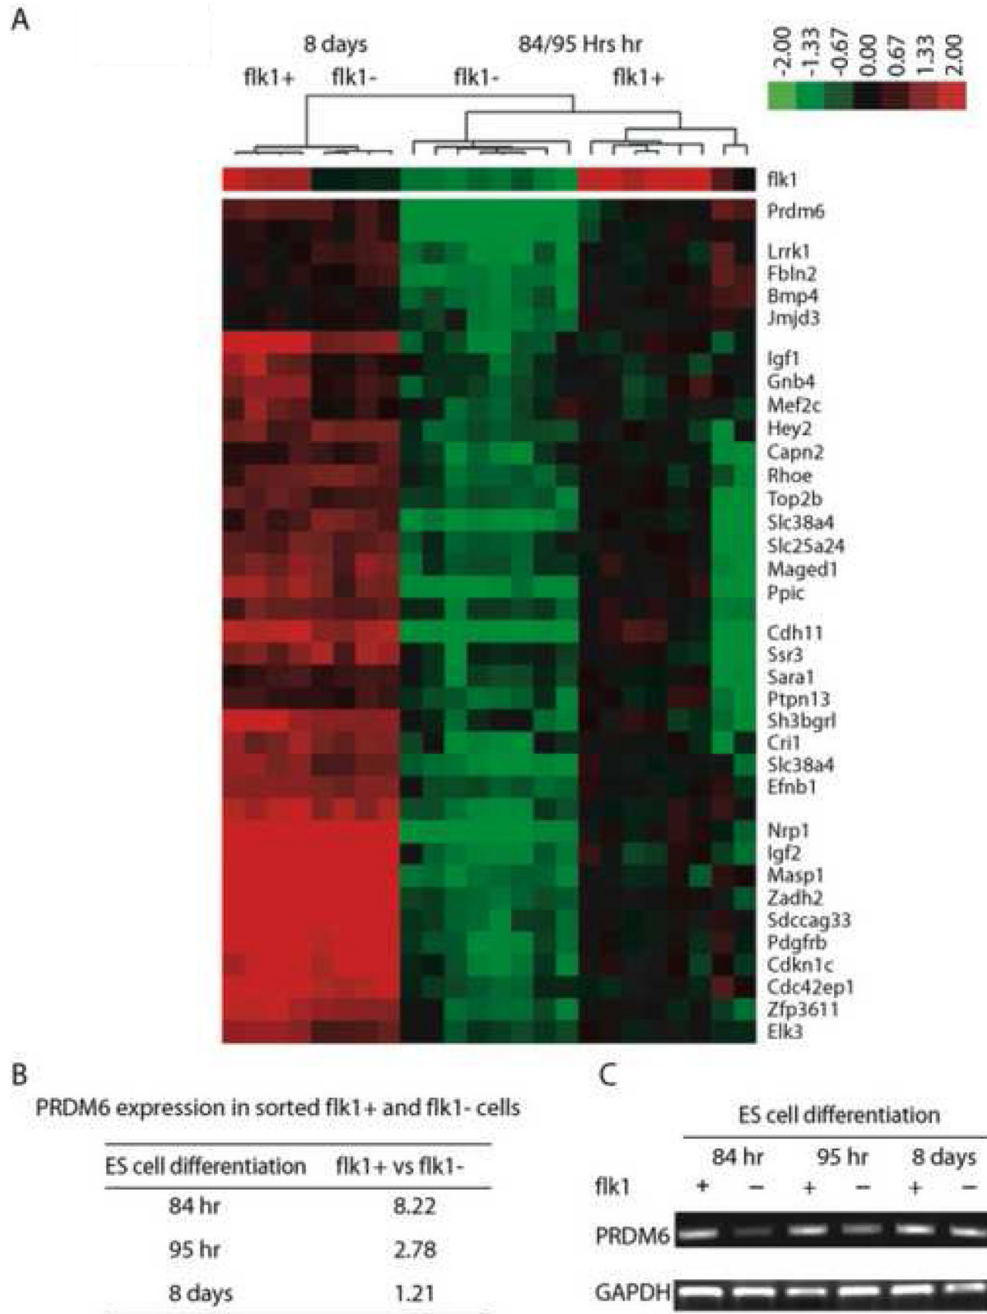 A
8 days 84/95 Hrs hr
flk1+ flk1- flk1- flk1+
-2.00
-1.33
-0.67
0.00
0.67
1.33
2.00
flk1
Prdm6
Lrrk1
Fbln2
Bmp4
Jmjd3
Igf1
Gnb4
Mef2c
Hey2
Capn2
Rhoe
Top2b
Slc38a4
Slc25a24
Maged1
Ppic
Cdh11
Ssr3
Sara1
Ptpn13
Sh3bgrl
Cri1
Slc38a4
Efnb1
Nrp1
Igf2
Masp1
Zadh2
Sdccag33
Pdgfrb
Cdkn1c
Cdc42ep1
Zfp3611
Elk3
B
PRDM6 expression in sorted flk1+ and flk1- cells
ES cell differentiation flk1+ vs flk1-
84 hr 8.22
95 hr 2.78
8 days 1.21
C
ES cell differentiation
84 hr 95 hr 8 days
flk1 + – + – + –
PRDM6
GAPDH